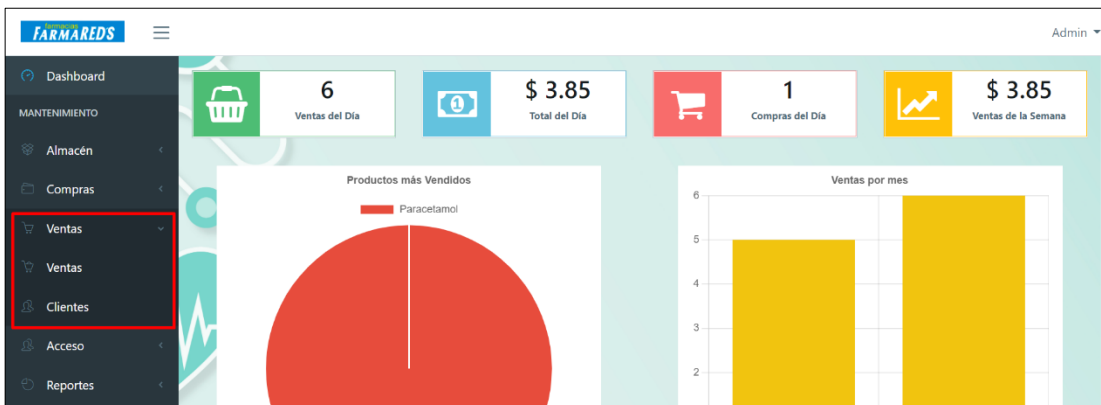 farmacias
FARMARED'S
Admin
Dashboard
MANTENIMIENTO
Almacén
Compras
Ventas
Ventas
Clientes
Acceso
Reportes
6
Ventas del Día
$ 3.85
Total del Día
1
Compras del Día
$ 3.85
Ventas de la Semana
Productos más Vendidos
Paracetamol
Ventas por mes
6
5
4
3
2